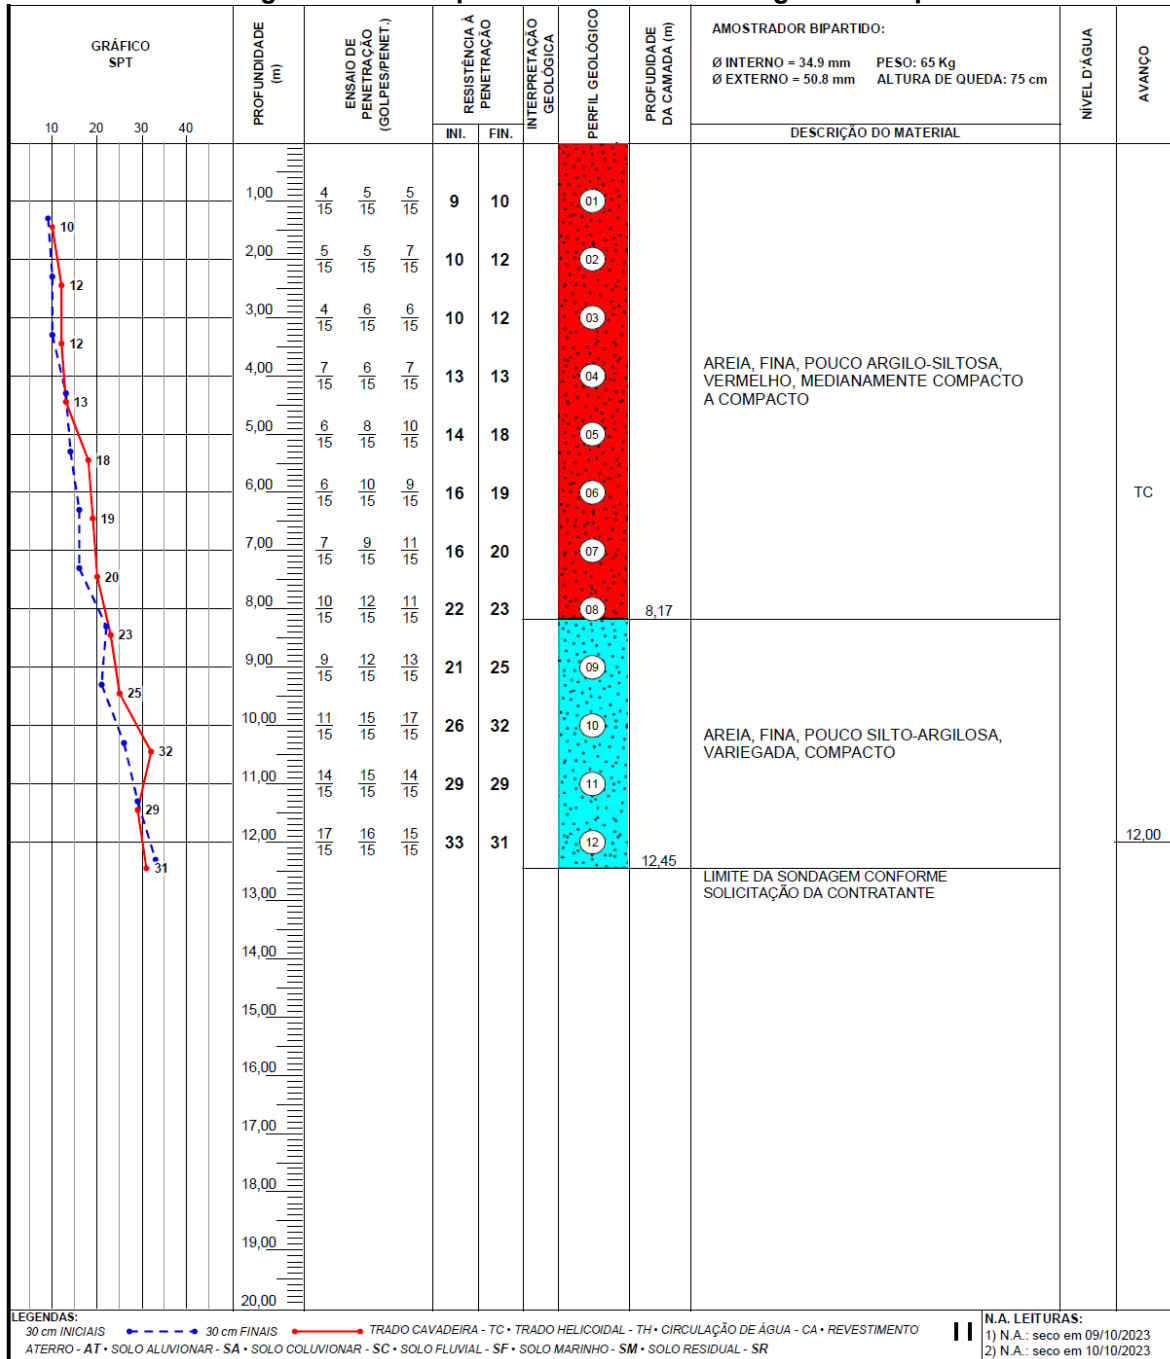 GRÁFICO
SPT
10 20 30 40
PROFUNDIDADE
(m)
ENSAIO DE
PENETRAÇÃO
(GOLPES/PENET.)
RESISTÊNCIA À
PENETRAÇÃO
INI. FIN.
INTERPRETAÇÃO
GEOLÓGICA
PERFIL GEOLÓGICO
PROFUDIDADE
DA CAMADA (m)
AMOSTRADOR BIPARTIDO:
Ø INTERNO = 34.9 mm PESO: 65 Kg
Ø EXTERNO = 50.8 mm ALTURA DE QUEDA: 75 cm
DESCRIÇÃO DO MATERIAL
NÍVEL D'ÁGUA
AVANÇO
1,00 4/15 5/15 5/15 9 10 01
10
2,00 5/15 5/15 7/15 10 12 02
12
3,00 4/15 6/15 6/15 10 12 03
12
4,00 7/15 6/15 7/15 13 13 04
13
AREIA, FINA, POUCO ARGILO-SILTOSA,
VERMELHO, MEDIANAMENTE COMPACTO
A COMPACTO
5,00 6/15 8/15 10/15 14 18 05
18
6,00 6/15 10/15 9/15 16 19 06
TC
19
7,00 7/15 9/15 11/15 16 20 07
20
8,00 10/15 12/15 11/15 22 23 08 8,17
23
9,00 9/15 12/15 13/15 21 25 09
25
10,00 11/15 15/15 17/15 26 32 10
32
AREIA, FINA, POUCO SILTO-ARGILOSA,
VARIEGADA, COMPACTO
11,00 14/15 15/15 14/15 29 29 11
29
12,00 17/15 16/15 15/15 33 31 12 12,00
31
12,45
LIMITE DA SONDAGEM CONFORME
SOLICITAÇÃO DA CONTRATANTE
13,00
14,00
15,00
16,00
17,00
18,00
19,00
20,00
LEGENDAS:
30 cm INICIAIS 30 cm FINAIS TRADO CAVADEIRA - TC • TRADO HELICOIDAL - TH • CIRCULAÇÃO DE ÁGUA - CA • REVESTIMENTO
ATERRO - AT • SOLO ALUVIONAR - SA • SOLO COLUVIONAR - SC • SOLO FLUVIAL - SF • SOLO MARINHO - SM • SOLO RESIDUAL - SR
N.A. LEITURAS:
1) N.A.: seco em 09/10/2023
2) N.A.: seco em 10/10/2023